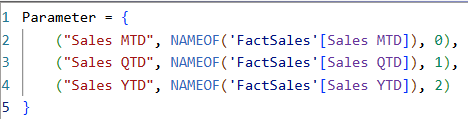 1 Parameter = {
2     ("Sales MTD", NAMEOF('FactSales'[Sales MTD]), 0),
3     ("Sales QTD", NAMEOF('FactSales'[Sales QTD]), 1),
4     ("Sales YTD", NAMEOF('FactSales'[Sales YTD]), 2)
5 }